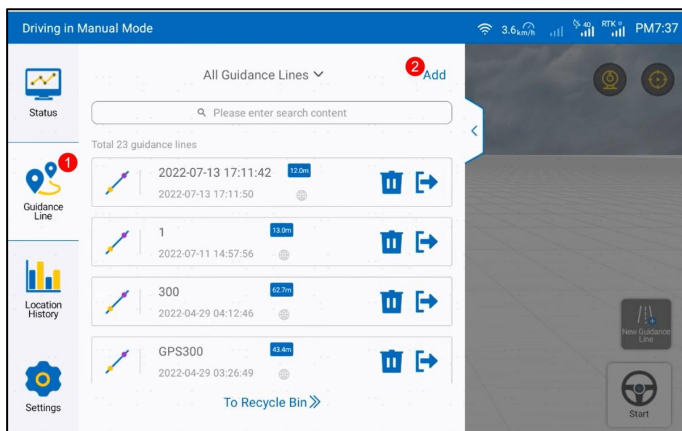 Driving in Manual Mode
3.6km/h
40
RTK
PM7:37
Status
1
Guidance
Line
Location
History
Settings
All Guidance Lines
2
Add
Please enter search content
Total 23 guidance lines
2022-07-13 17:11:42
12.0m
2022-07-13 17:11:50
1
13.0m
2022-07-11 14:57:56
300
62.7m
2022-04-29 04:12:46
GPS300
43.4m
2022-04-29 03:26:49
To Recycle Bin
New Guidance
Line
Start